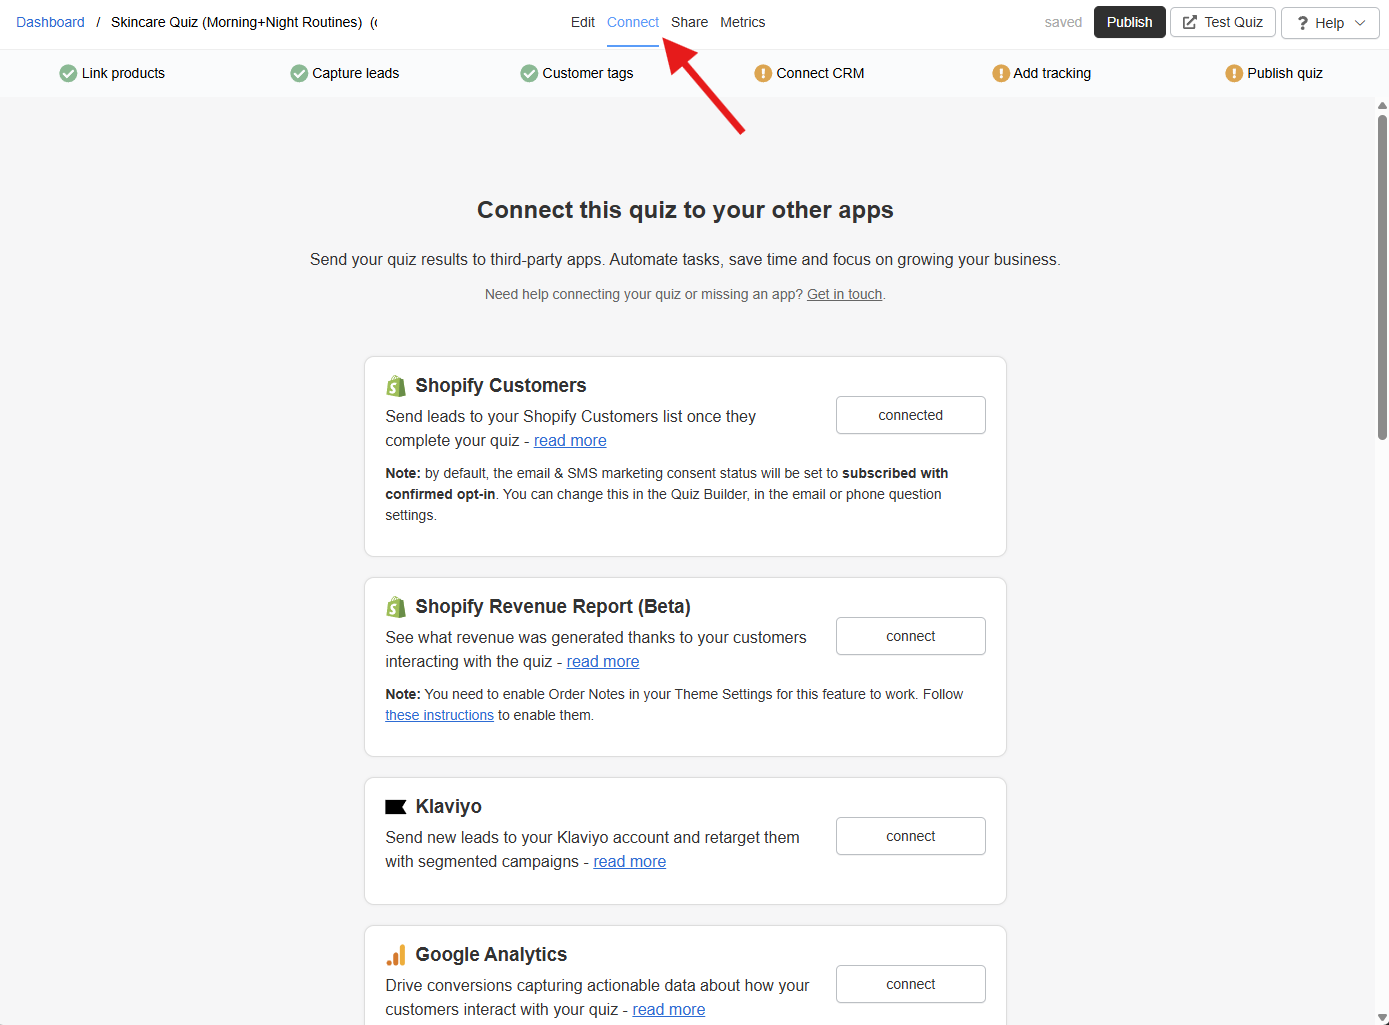 Dashboard / Skincare Quiz (Morning+Night Routines) (
Edit Connect Share Metrics
saved Publish Test Quiz ? Help
Link products Capture leads Customer tags Connect CRM Add tracking Publish quiz
Connect this quiz to your other apps
Send your quiz results to third-party apps. Automate tasks, save time and focus on growing your business.
Need help connecting your quiz or missing an app? Get in touch.
Shopify Customers
Send leads to your Shopify Customers list once they
complete your quiz - read more
connected
Note: by default, the email & SMS marketing consent status will be set to subscribed with
confirmed opt-in. You can change this in the Quiz Builder, in the email or phone question
settings.
Shopify Revenue Report (Beta)
See what revenue was generated thanks to your customers
interacting with the quiz - read more
connect
Note: You need to enable Order Notes in your Theme Settings for this feature to work. Follow
these instructions to enable them.
Klaviyo
Send new leads to your Klaviyo account and retarget them
with segmented campaigns - read more
connect
Google Analytics
Drive conversions capturing actionable data about how your
customers interact with your quiz - read more
connect